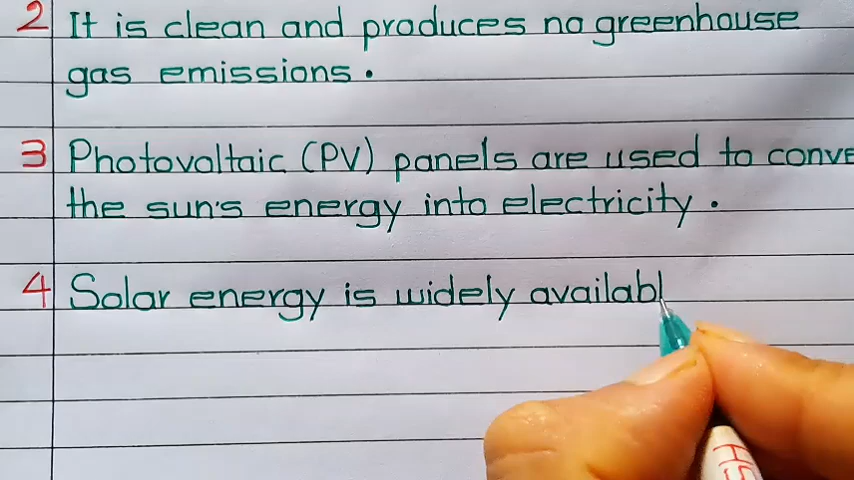 2 It is clean and produces no greenhouse
gas emissions.
3 Photovoltaic (PV) panels are used to conve
the sun's energy into electricity.
4 Solar energy is widely availabl
HS